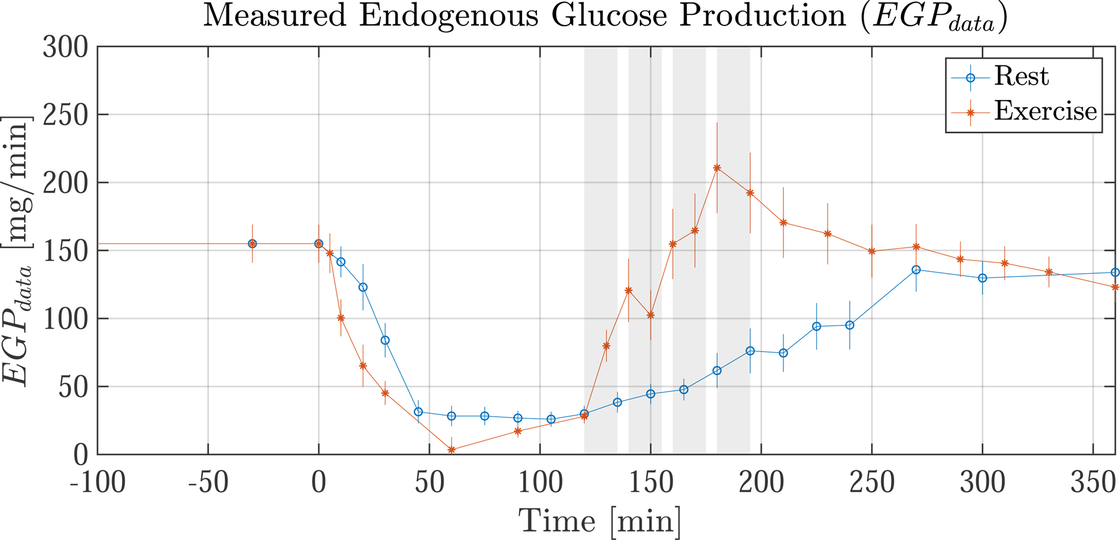 Measured Endogenous Glucose Production (EGP_data)
300
250
200
150
100
50
0
EGP_data [mg/min]
Rest
Exercise
-100 -50 0 50 100 150 200 250 300 350
Time [min]